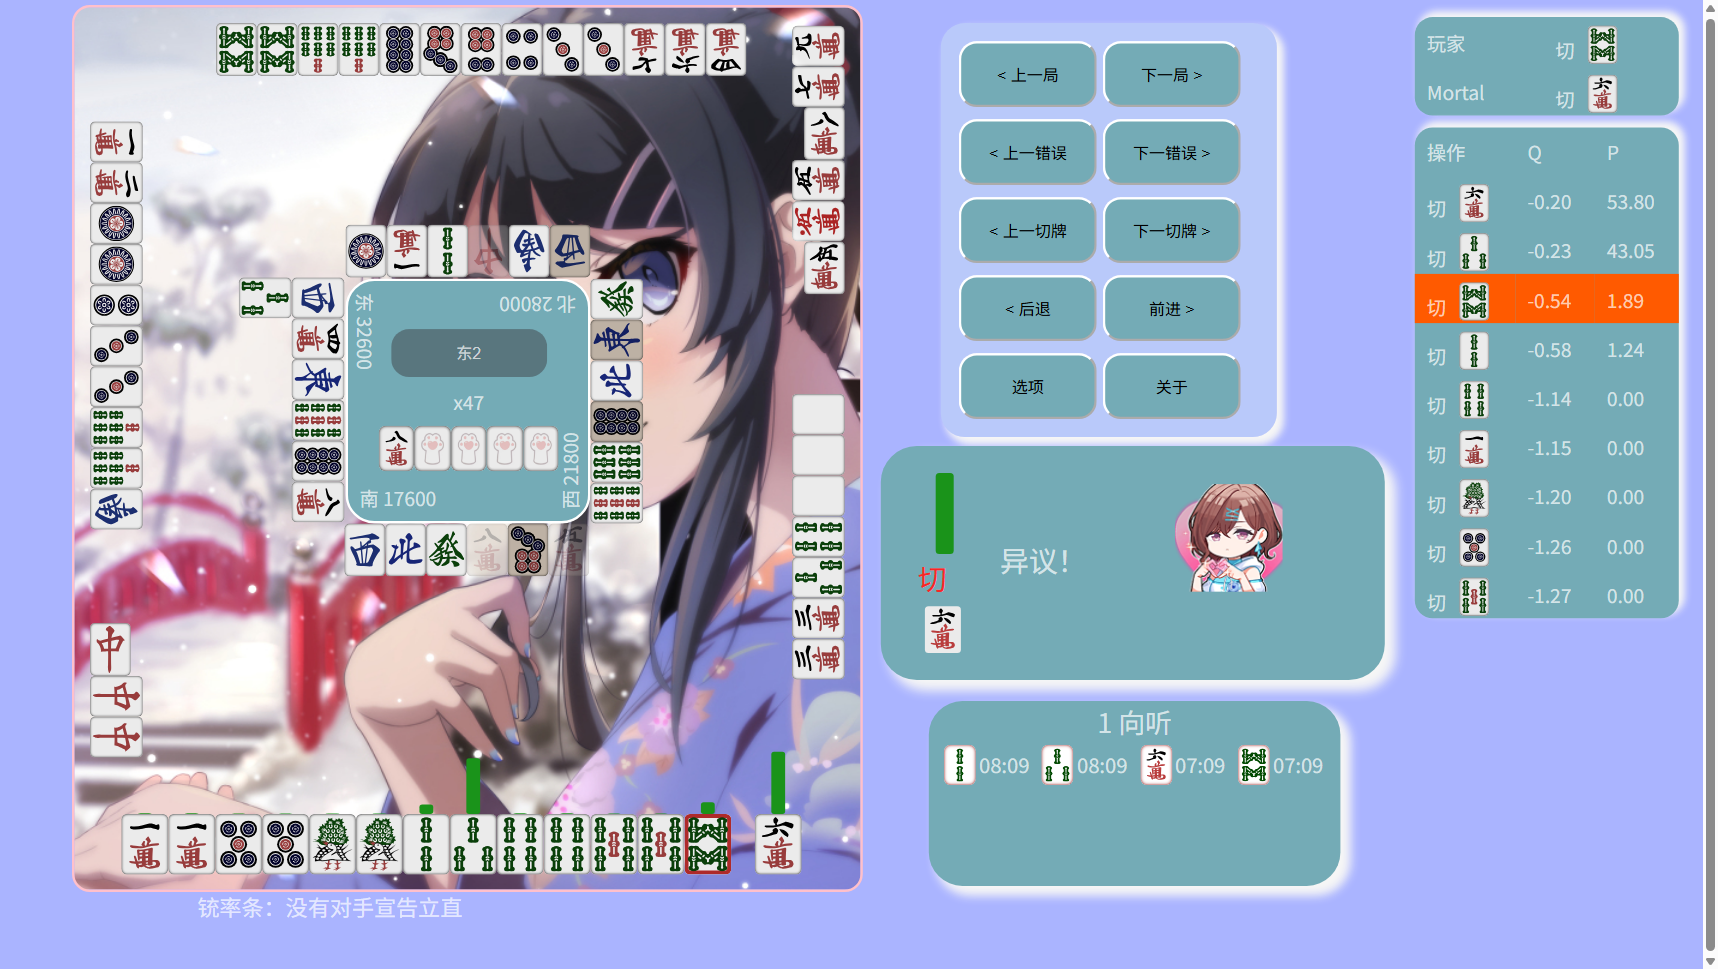 < 上一局
下一局 >
< 上一错误
下一错误 >
< 上一切牌
下一切牌 >
< 后退
前进 >
选项
关于
玩家 切
Mortal 切
操作 Q P
切 -0.20 53.80
切 -0.23 43.05
切 -0.54 1.89
切 -0.58 1.24
切 -1.14 0.00
切 -1.15 0.00
切 -1.20 0.00
切 -1.26 0.00
切 -1.27 0.00
北 28000
东 32600
东2
x47
西 21800
南 17600
异议！
切
1 向听
08:09 08:09 07:09 07:09
铳率条：没有对手宣告立直